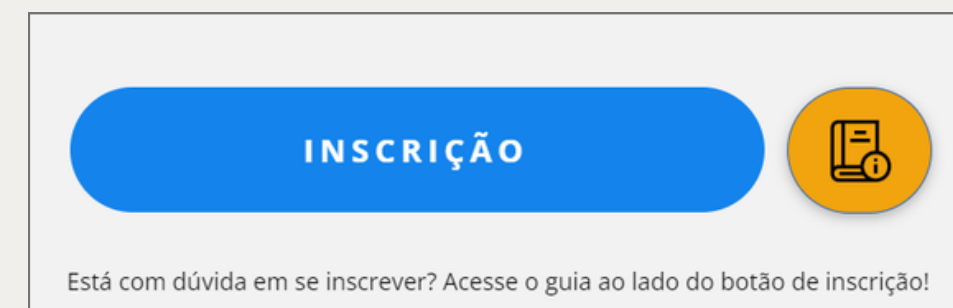 INSCRIÇÃO
Está com dúvida em se inscrever? Acesse o guia ao lado do botão de inscrição!